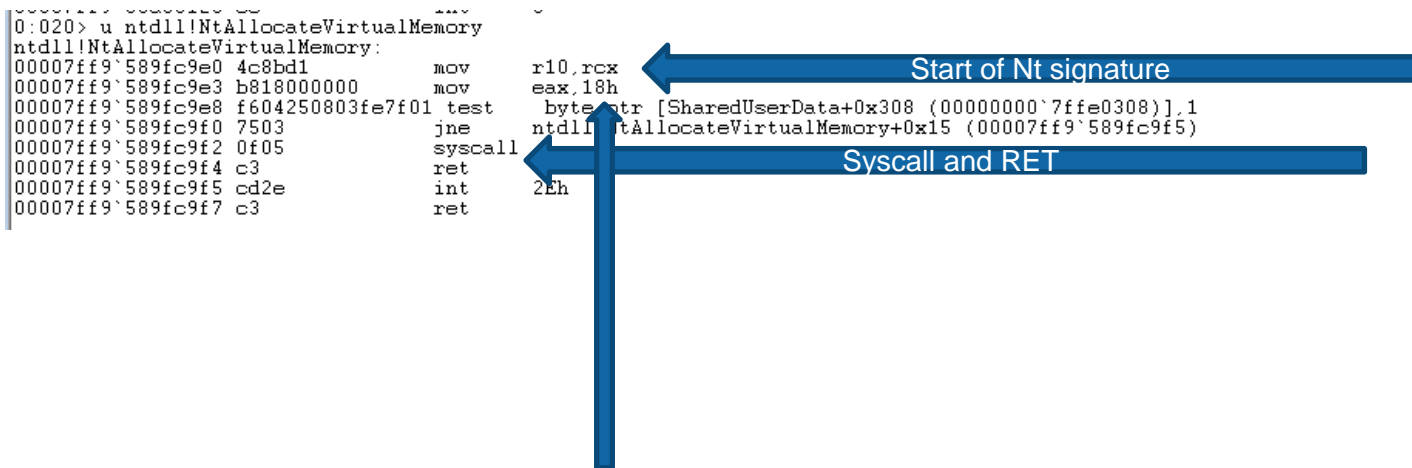 0:020> u ntdll!NtAllocateVirtualMemory
ntdll!NtAllocateVirtualMemory:
00007ff9`589fc9e0 4c8bd1 mov r10,rcx
Start of Nt signature
00007ff9`589fc9e3 b818000000 mov eax,18h
00007ff9`589fc9e8 f604250803fe7f01 test byte ptr [SharedUserData+0x308 (00000000`7ffe0308)],1
00007ff9`589fc9f0 7503 jne (00007ff9`589fc9f5)
00007ff9`589fc9f2 0f05 syscall
Syscall and RET
00007ff9`589fc9f4 c3 ret
00007ff9`589fc9f5 cd2e int 2Eh
00007ff9`589fc9f7 c3 ret